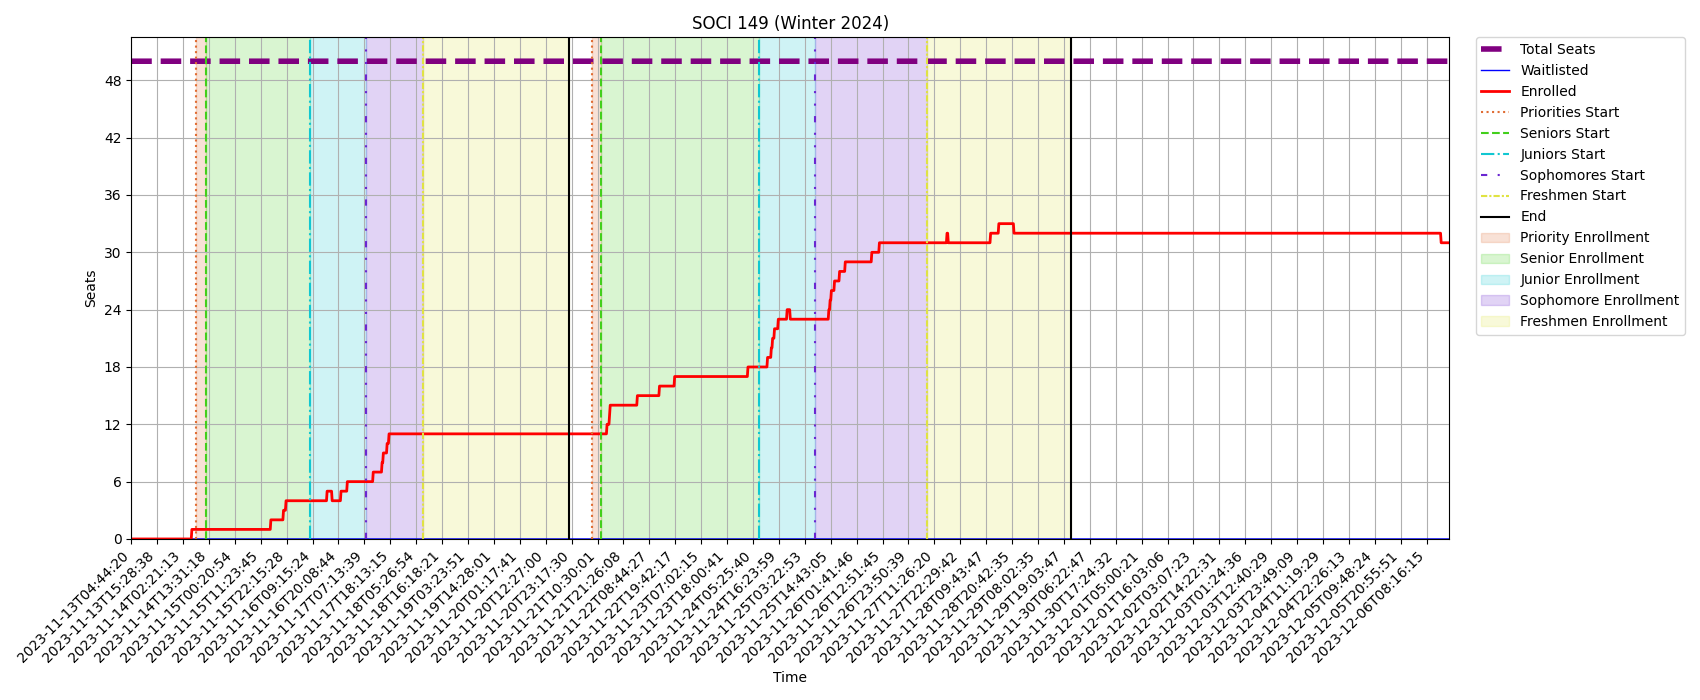 SOCI 149 (Winter 2024)
Seats
48
42
36
30
24
18
12
6
0
2023-11-13T04:44:20
2023-11-13T15:28:38
2023-11-14T02:21:13
2023-11-14T13:31:18
2023-11-15T00:20:54
2023-11-15T11:23:45
2023-11-15T22:15:28
2023-11-16T09:15:24
2023-11-16T20:08:44
2023-11-17T07:13:39
2023-11-17T18:13:15
2023-11-18T05:26:54
2023-11-18T16:18:21
2023-11-19T03:23:51
2023-11-19T14:28:01
2023-11-20T01:17:41
2023-11-20T12:27:00
2023-11-20T23:17:30
2023-11-21T10:30:01
2023-11-21T21:26:08
2023-11-22T08:44:27
2023-11-22T19:42:17
2023-11-23T07:02:15
2023-11-23T18:00:41
2023-11-24T05:25:40
2023-11-24T16:23:59
2023-11-25T03:22:53
2023-11-25T14:43:05
2023-11-26T01:41:46
2023-11-26T12:51:45
2023-11-26T23:50:39
2023-11-27T11:26:20
2023-11-27T22:29:42
2023-11-28T09:43:47
2023-11-28T20:42:35
2023-11-29T08:02:35
2023-11-29T19:03:47
2023-11-30T06:22:47
2023-11-30T17:24:32
2023-12-01T05:00:21
2023-12-01T16:03:06
2023-12-02T03:07:23
2023-12-02T14:22:31
2023-12-03T01:24:36
2023-12-03T12:40:29
2023-12-03T23:49:09
2023-12-04T11:19:29
2023-12-04T22:26:13
2023-12-05T09:48:24
2023-12-05T20:55:51
2023-12-06T08:16:15
Time
Total Seats
Waitlisted
Enrolled
Priorities Start
Seniors Start
Juniors Start
Sophomores Start
Freshmen Start
End
Priority Enrollment
Senior Enrollment
Junior Enrollment
Sophomore Enrollment
Freshmen Enrollment